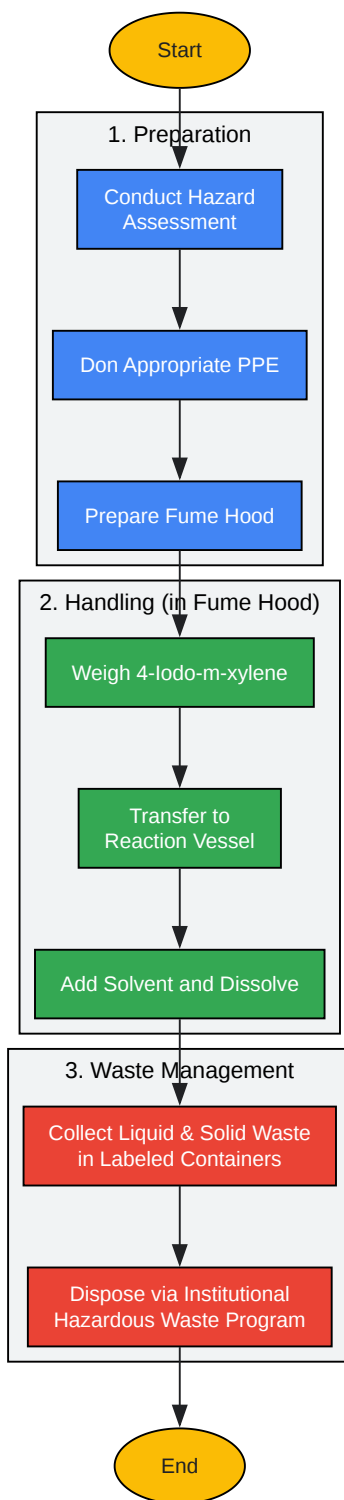 Start
1. Preparation
Conduct Hazard
Assessment
Don Appropriate PPE
Prepare Fume Hood
2. Handling (in Fume Hood)
Weigh 4-Iodo-m-xylene
Transfer to
Reaction Vessel
Add Solvent and Dissolve
3. Waste Management
Collect Liquid & Solid Waste
in Labeled Containers
Dispose via Institutional
Hazardous Waste Program
End